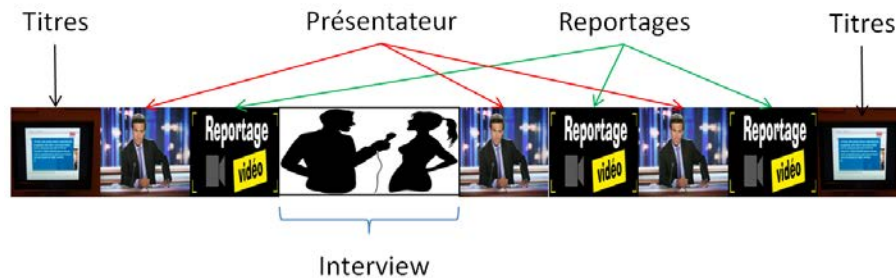 Titres
Présentateur
Reportages
Titres
Reportage
vidéo
Reportage
vidéo
Reportage
vidéo
Interview